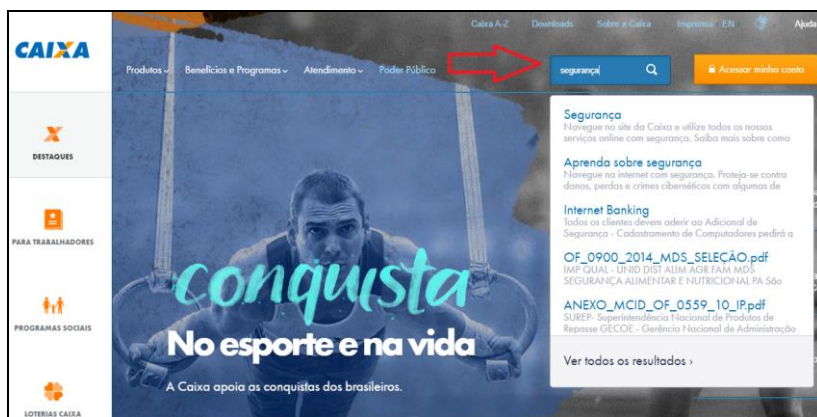 Caixa A-Z Downloads Sobre a Caixa Imprensa EN Ajuda
CAIXA
Produtos Benefícios e Programas Atendimento Poder Público
segurança
Acessar minha conta
DESTAQUES
PARA TRABALHADORES
PROGRAMAS SOCIAIS
LOTERIAS CAIXA
conquista
No esporte e na vida
A Caixa apoia as conquistas dos brasileiros.
Segurança
Navegue no site da Caixa e utilize todos os nossos
serviços online com segurança. Saiba mais sobre como
Aprenda sobre segurança
Navegue na internet com segurança. Proteja-se contra
danos, perdas e crimes cibernéticos com algumas de
Internet Banking
Todos os clientes devem aderir ao Adicional de
Segurança - Cadastramento de Computadores pedirá a
OF_0900_2014_MDS_SELEÇÃO.pdf
IMP QUAL - UNID DIST ALIM AGR FAM MDS
SEGURANÇA ALIMENTAR E NUTRICIONAL PA São
ANEXO_MCID_OF_0559_10_IP.pdf
SUREP- Superintendência Nacional de Produtos de
Repasse GECOE - Gerência Nacional de Administração
Ver todos os resultados ›